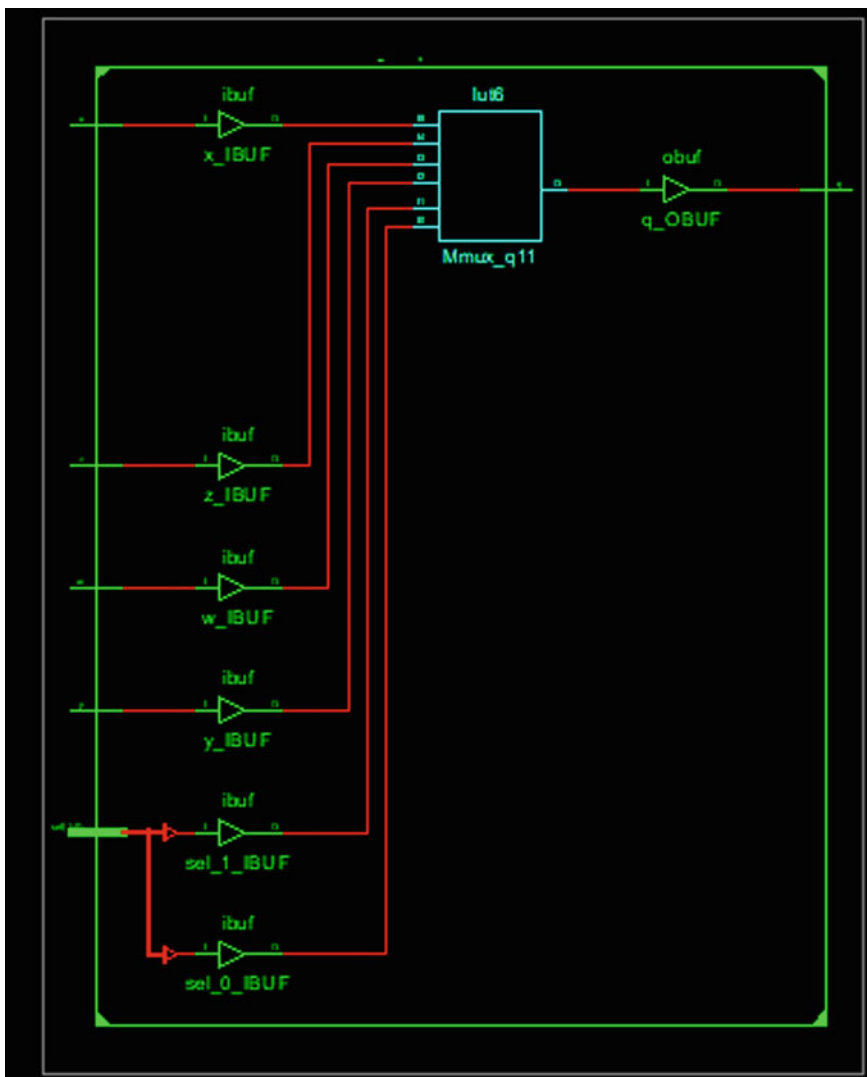 ibuf
x_IBUF
lut6
Mmux_q11
obuf
q_OBUF
ibuf
z_IBUF
ibuf
w_IBUF
ibuf
y_IBUF
ibuf
sel_1_IBUF
ibuf
sel_0_IBUF